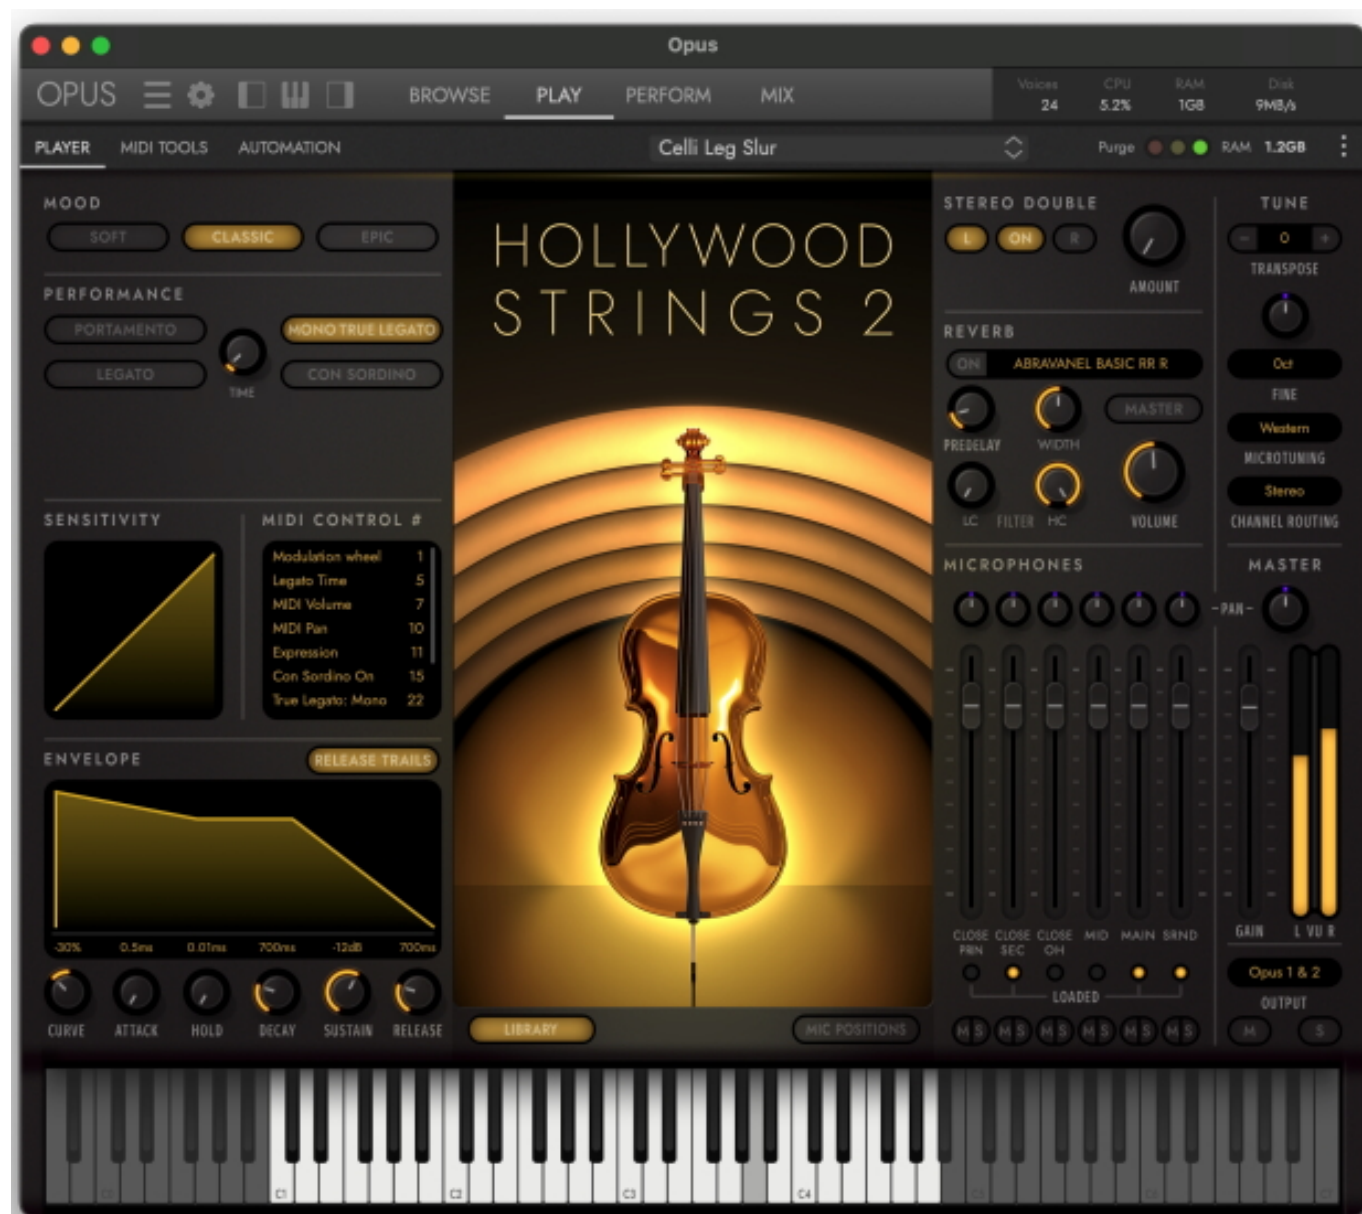 Opus
OPUS BROWSE PLAY PERFORM MIX
Voices CPU RAM Disk
24 5.2% 1GB 9MB/s
PLAYER MIDI TOOLS AUTOMATION Celli Leg Slur Purge RAM 1.2GB
MOOD
SOFT CLASSIC EPIC
PERFORMANCE
PORTAMENTO MONO TRUE LEGATO
LEGATO CON SORDINO
TIME
SENSITIVITY
MIDI CONTROL #
Modulation wheel 1
Legato Time 5
MIDI Volume 7
MIDI Pan 10
Expression 11
Con Sordino On 15
True Legato: Mono 22
ENVELOPE RELEASE TRAILS
-30% 0.5ms 0.01ms 700ms -12dB 700ms
CURVE ATTACK HOLD DECAY SUSTAIN RELEASE
HOLLYWOOD
STRINGS 2
LIBRARY MIC POSITIONS
STEREO DOUBLE
L ON R
AMOUNT
REVERB
ON ABRAVANEL BASIC RR R
MASTER
PREDELAY WIDTH
LC FILTER HC VOLUME
MICROPHONES
-PAN-
CLOSE PRN CLOSE SEC CLOSE OH MID MAIN SRND
LOADED
M S M S M S M S M S M S
TUNE
- 0 +
TRANSPOSE
Oct
FINE
Western
MICROTUNING
Stereo
CHANNEL ROUTING
MASTER
GAIN L VU R
Opus 1 & 2
OUTPUT
M S
C0 C1 C2 C3 C4 C5 C6 C7